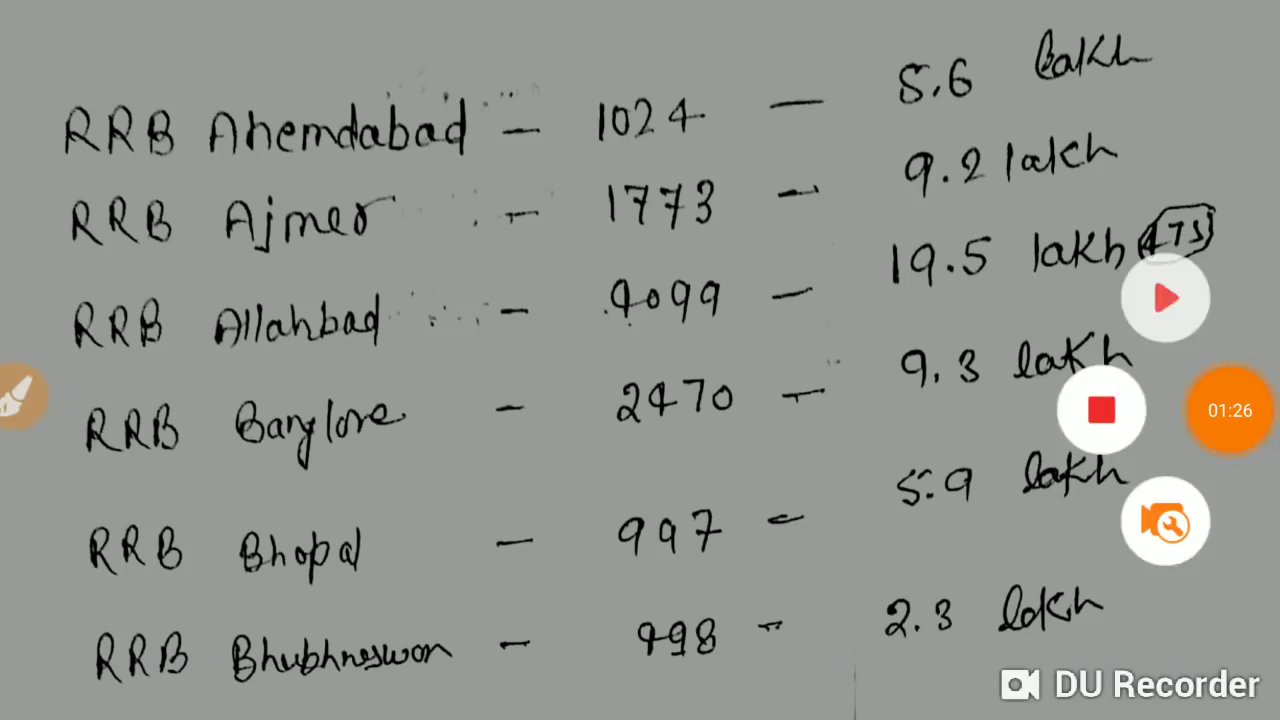 RRB Ahemdabad - 1024 - 5.6 lakh
RRB Ajmer - 1773 - 9.2 lakh
RRB Allahbad - 4099 - 19.5 lakh 475
RRB Banglore - 2470 - 9.3 lakh
01:26
RRB Bhopal - 997 - 5.9 lakh
RRB Bhubhneswar - 998 - 2.3 lakh
DU Recorder